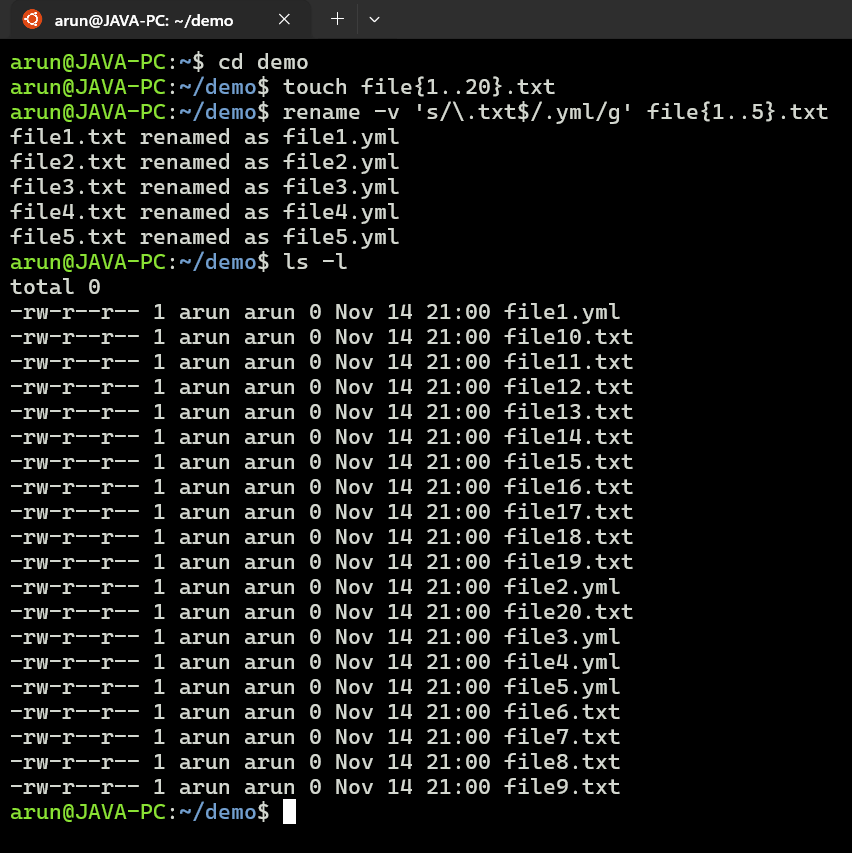 arun@JAVA-PC: ~/demo
arun@JAVA-PC:~$ cd demo
arun@JAVA-PC:~/demo$ touch file{1..20}.txt
arun@JAVA-PC:~/demo$ rename -v 's/\.txt$/.yml/g' file{1..5}.txt
file1.txt renamed as file1.yml
file2.txt renamed as file2.yml
file3.txt renamed as file3.yml
file4.txt renamed as file4.yml
file5.txt renamed as file5.yml
arun@JAVA-PC:~/demo$ ls -l
total 0
-rw-r--r-- 1 arun arun 0 Nov 14 21:00 file1.yml
-rw-r--r-- 1 arun arun 0 Nov 14 21:00 file10.txt
-rw-r--r-- 1 arun arun 0 Nov 14 21:00 file11.txt
-rw-r--r-- 1 arun arun 0 Nov 14 21:00 file12.txt
-rw-r--r-- 1 arun arun 0 Nov 14 21:00 file13.txt
-rw-r--r-- 1 arun arun 0 Nov 14 21:00 file14.txt
-rw-r--r-- 1 arun arun 0 Nov 14 21:00 file15.txt
-rw-r--r-- 1 arun arun 0 Nov 14 21:00 file16.txt
-rw-r--r-- 1 arun arun 0 Nov 14 21:00 file17.txt
-rw-r--r-- 1 arun arun 0 Nov 14 21:00 file18.txt
-rw-r--r-- 1 arun arun 0 Nov 14 21:00 file19.txt
-rw-r--r-- 1 arun arun 0 Nov 14 21:00 file2.yml
-rw-r--r-- 1 arun arun 0 Nov 14 21:00 file20.txt
-rw-r--r-- 1 arun arun 0 Nov 14 21:00 file3.yml
-rw-r--r-- 1 arun arun 0 Nov 14 21:00 file4.yml
-rw-r--r-- 1 arun arun 0 Nov 14 21:00 file5.yml
-rw-r--r-- 1 arun arun 0 Nov 14 21:00 file6.txt
-rw-r--r-- 1 arun arun 0 Nov 14 21:00 file7.txt
-rw-r--r-- 1 arun arun 0 Nov 14 21:00 file8.txt
-rw-r--r-- 1 arun arun 0 Nov 14 21:00 file9.txt
arun@JAVA-PC:~/demo$